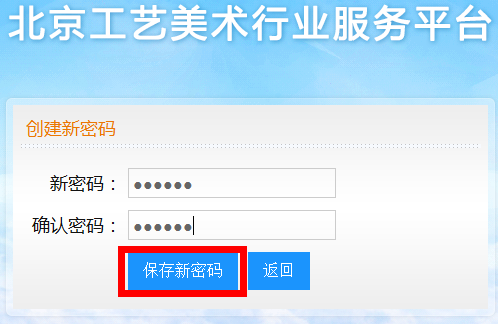 北京工艺美术行业服务平台
创建新密码
新密码： ●●●●●●
确认密码： ●●●●●●
保存新密码 返回